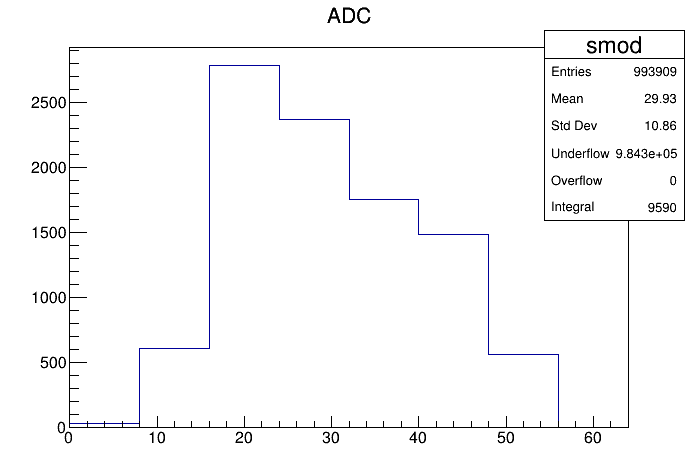 ADC
smod
Entries 993909
Mean 29.93
Std Dev 10.86
Underflow 9.843e+05
Overflow 0
Integral 9590
2500
2000
1500
1000
500
0
0 10 20 30 40 50 60